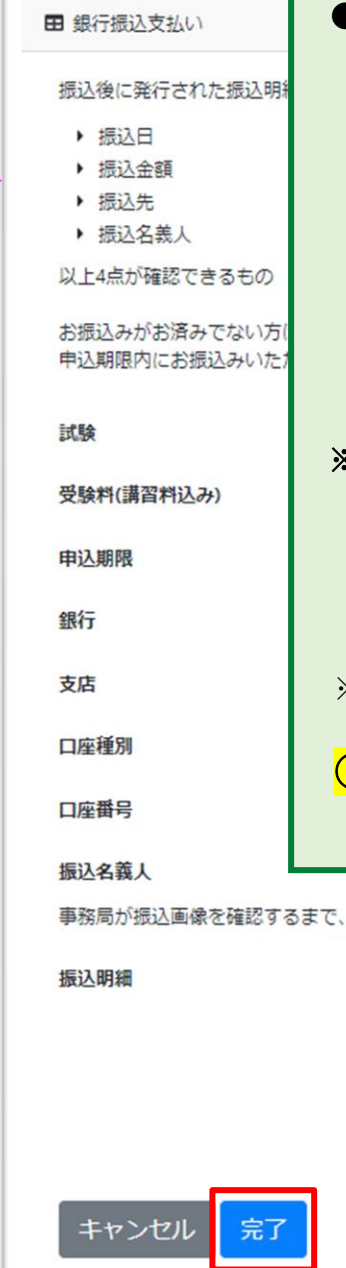 銀行振込支払い
●
振込後に発行された振込明
振込日
振込金額
振込先
振込名義人
以上4点が確認できるもの
お振込みがお済みでない方
申込期限内にお振込みいた
試験
※
受験料(講習料込み)
申込期限
銀行
支店
※
口座種別
口座番号
振込名義人
事務局が振込画像を確認するまで、
振込明細
キャンセル 完了